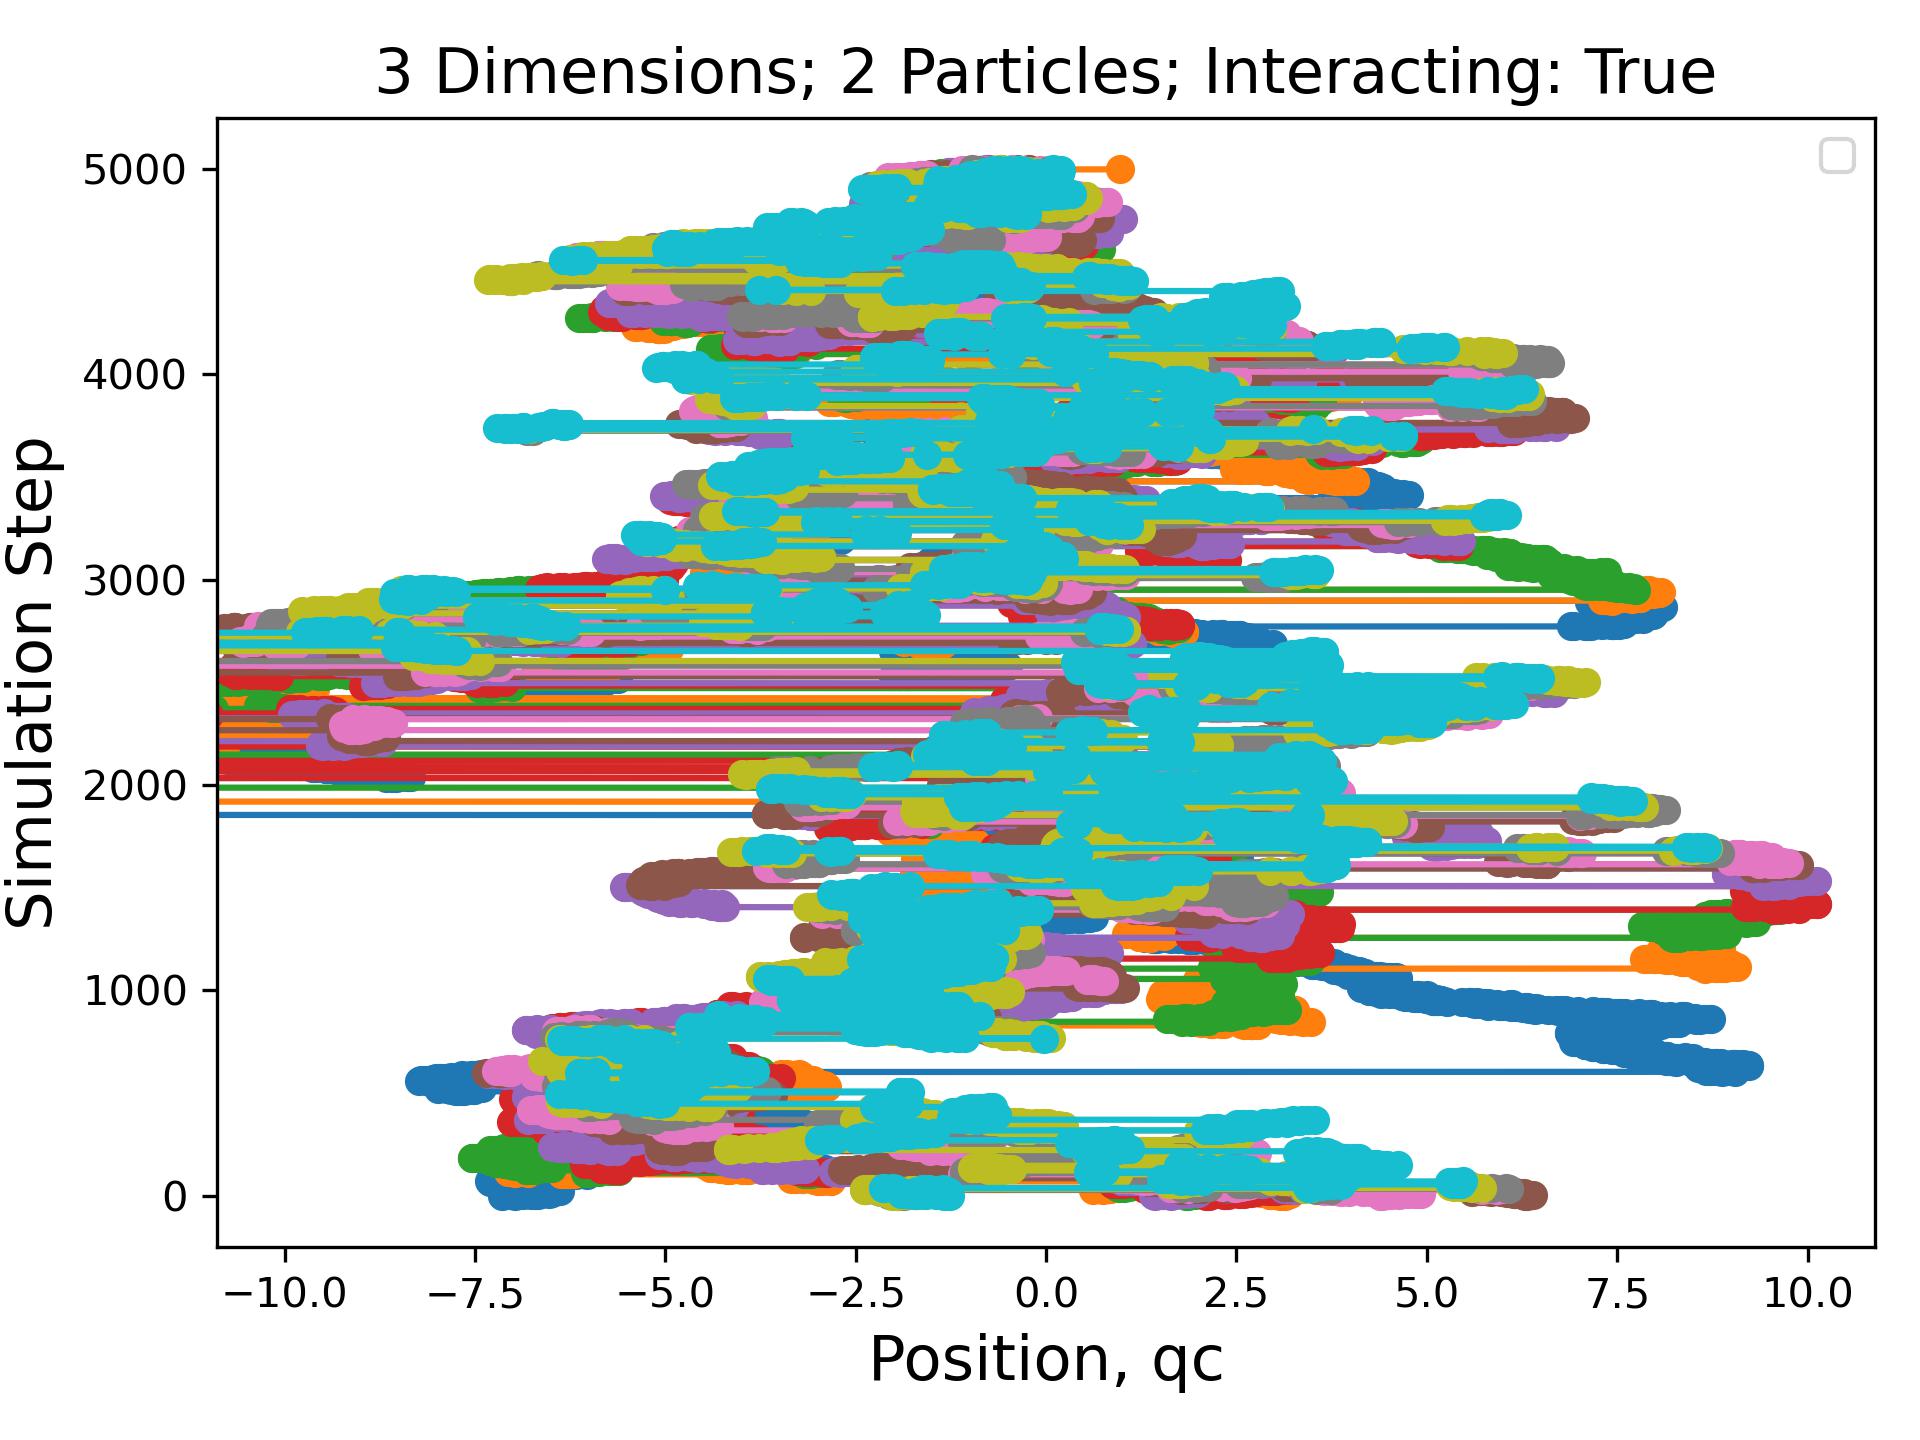 3 Dimensions; 2 Particles; Interacting: True
Simulation Step
5000
4000
3000
2000
1000
0
−10.0 −7.5 −5.0 −2.5 0.0 2.5 5.0 7.5 10.0
Position, qc